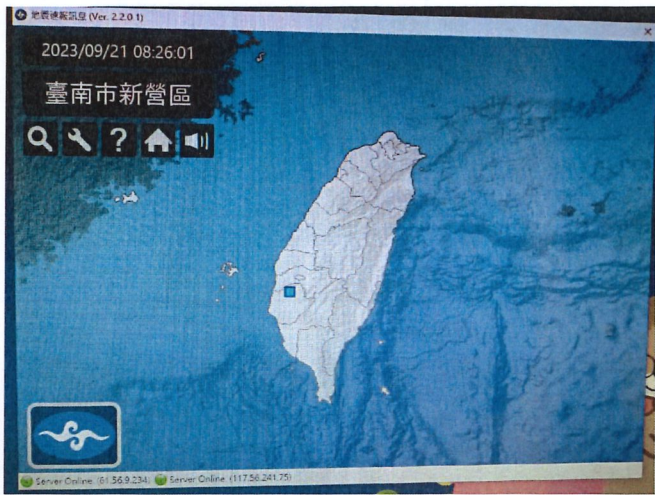 地震速報訊息 (Ver. 2.2.0.1)
2023/09/21 08:26:01
臺南市新營區
?
Server Online (61.56.9.234) Server Online (117.56.241.75)